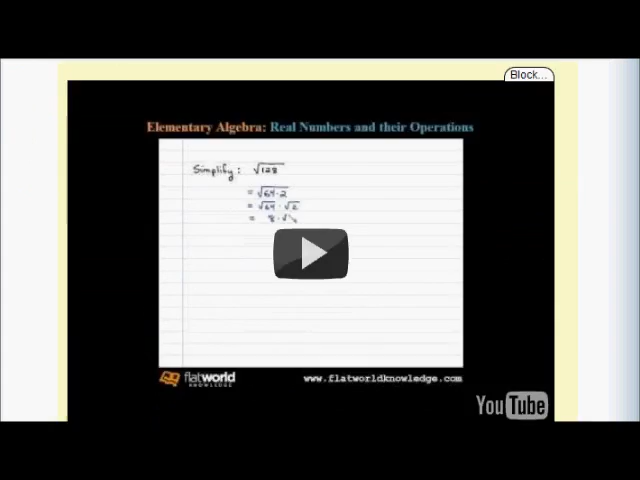 Block...
Elementary Algebra: Real Numbers and their Operations
Simplify: √128
= √64·2
= √64 · √2
= 8 · √
flatworld
KNOWLEDGE
www.flatworldknowledge.com
YouTube